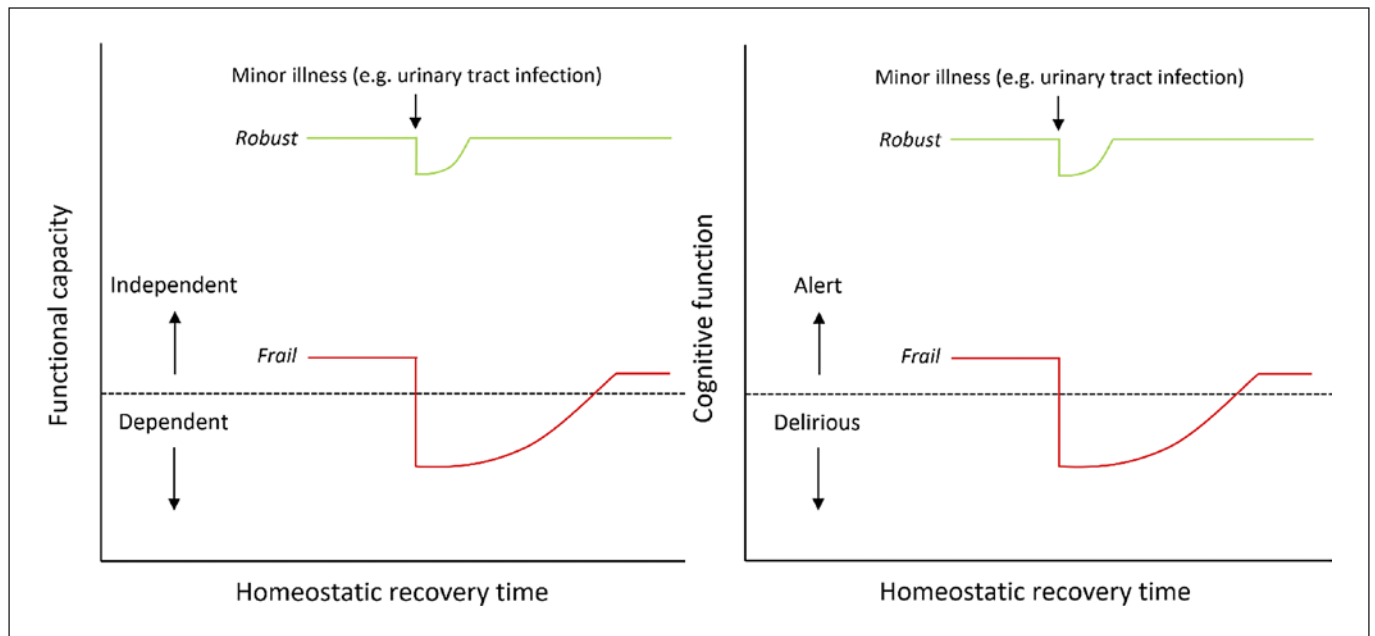 Minor illness (e.g. urinary tract infection)
Robust
Functional capacity
Independent
Frail
Dependent
Homeostatic recovery time
Minor illness (e.g. urinary tract infection)
Robust
Cognitive function
Alert
Frail
Delirious
Homeostatic recovery time